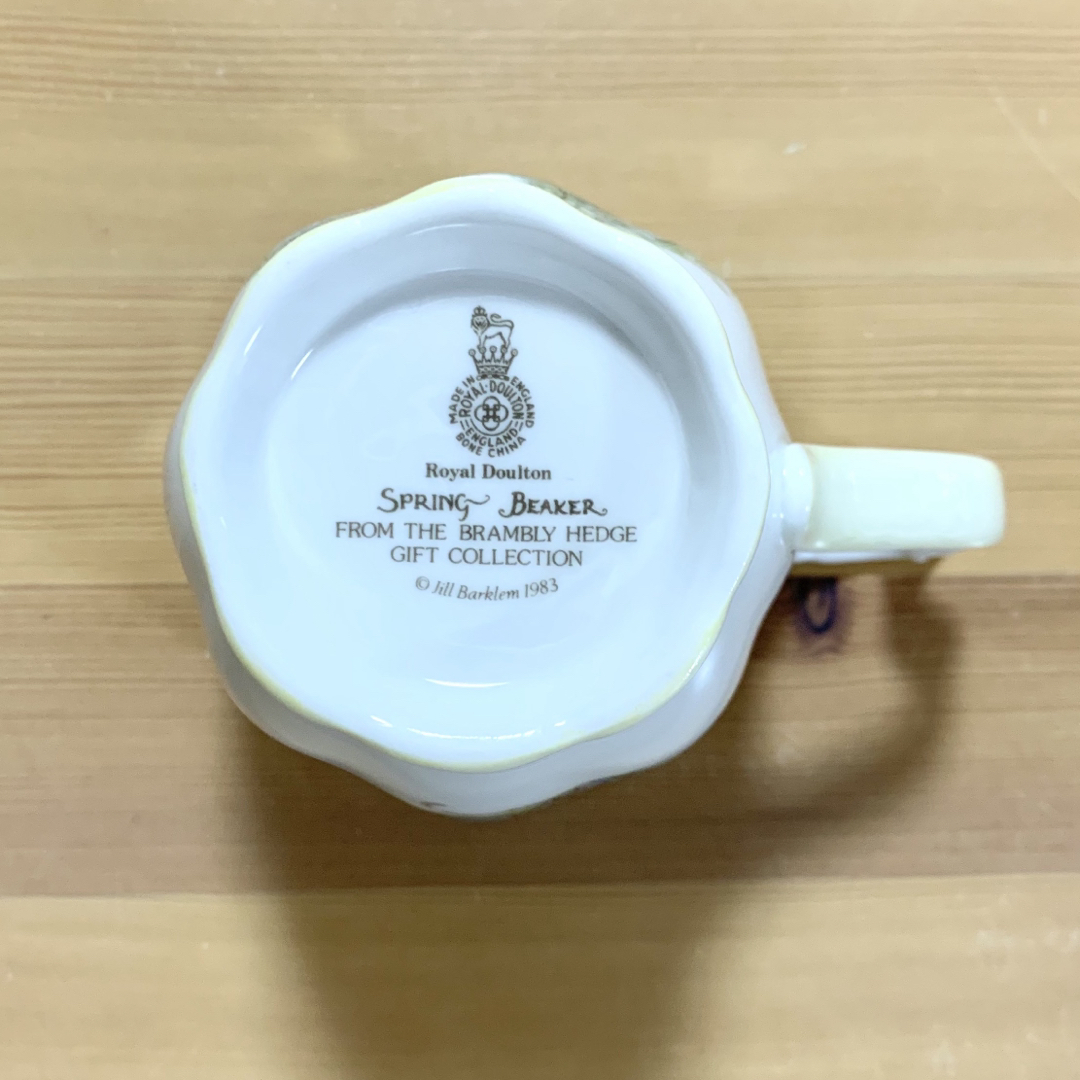 MADE IN ENGLAND
ROYAL·DOULTON
ENGLAND
BONE CHINA
Royal Doulton
SPRING BEAKER
FROM THE BRAMBLY HEDGE
GIFT COLLECTION
© Jill Barklem 1983